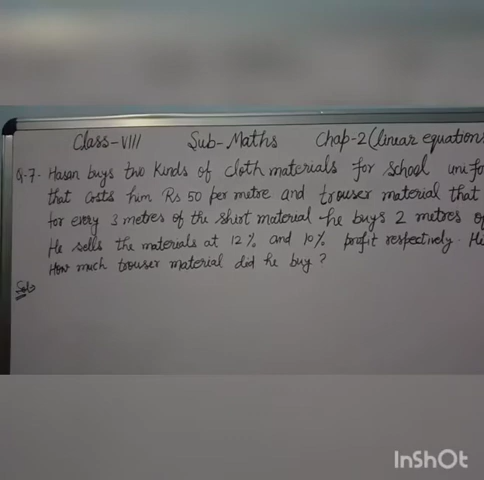 Class-VIII Sub-Maths Chap-2(linear equations
Q-7- Hasan buys two kinds of cloth materials for school unifo
that costs him Rs 50 per metre and trouser material that
for every 3 metres of the shirt material he buys 2 metres of
He sells the materials at 12% and 10% profit respectively. Hi
How much trouser material did he buy?
Sol:
InShOt